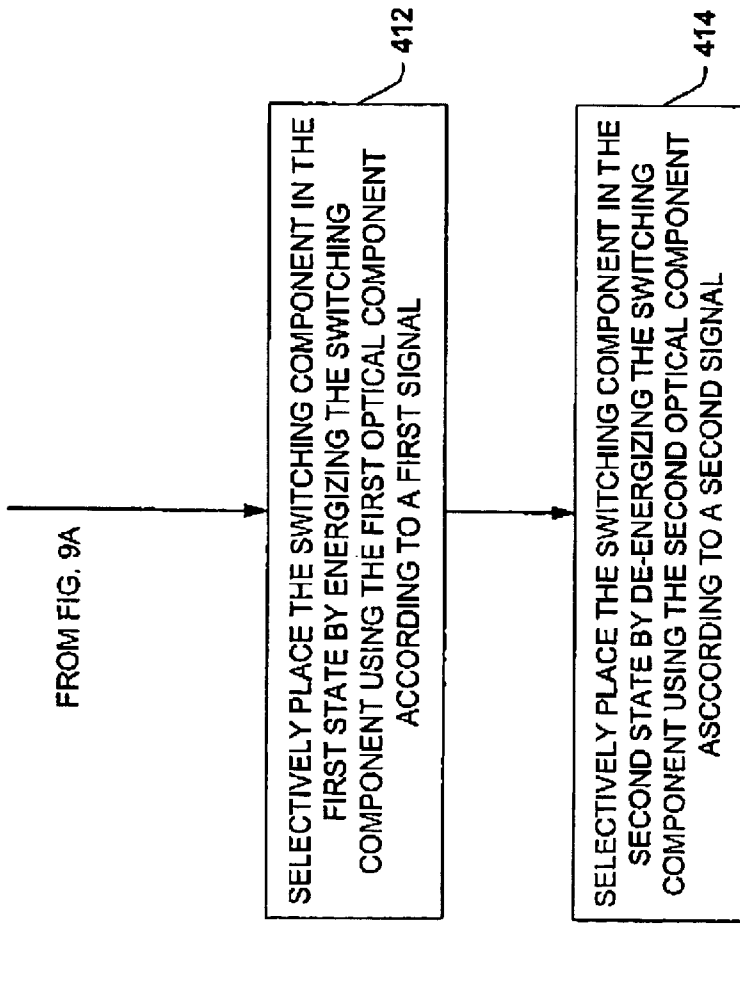 FROM FIG. 9A
SELECTIVELY PLACE THE SWITCHING COMPONENT IN THE
FIRST STATE BY ENERGIZING THE SWITCHING
COMPONENT USING THE FIRST OPTICAL COMPONENT
ACCORDING TO A FIRST SIGNAL
412
SELECTIVELY PLACE THE SWITCHING COMPONENT IN THE
SECOND STATE BY DE-ENERGIZING THE SWITCHING
COMPONENT USING THE SECOND OPTICAL COMPONENT
ASCCORDING TO A SECOND SIGNAL
414